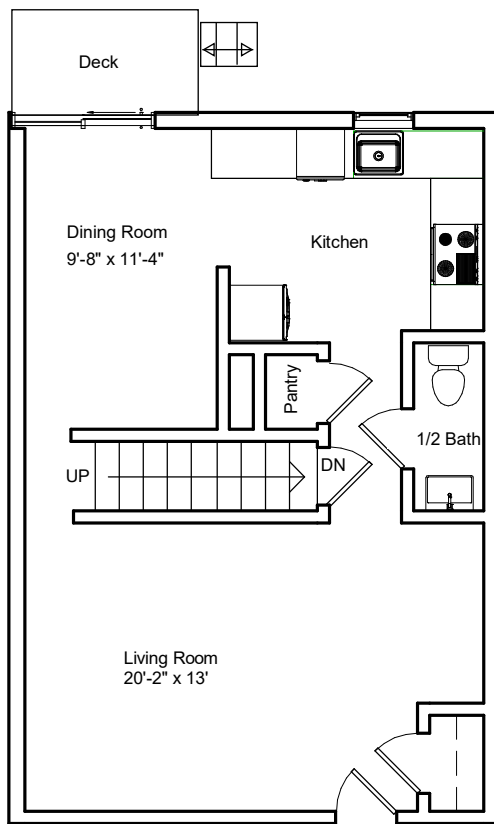 Deck
Dining Room
9'-8" x 11'-4"
Kitchen
Pantry
1/2 Bath
UP
DN
Living Room
20'-2" x 13'